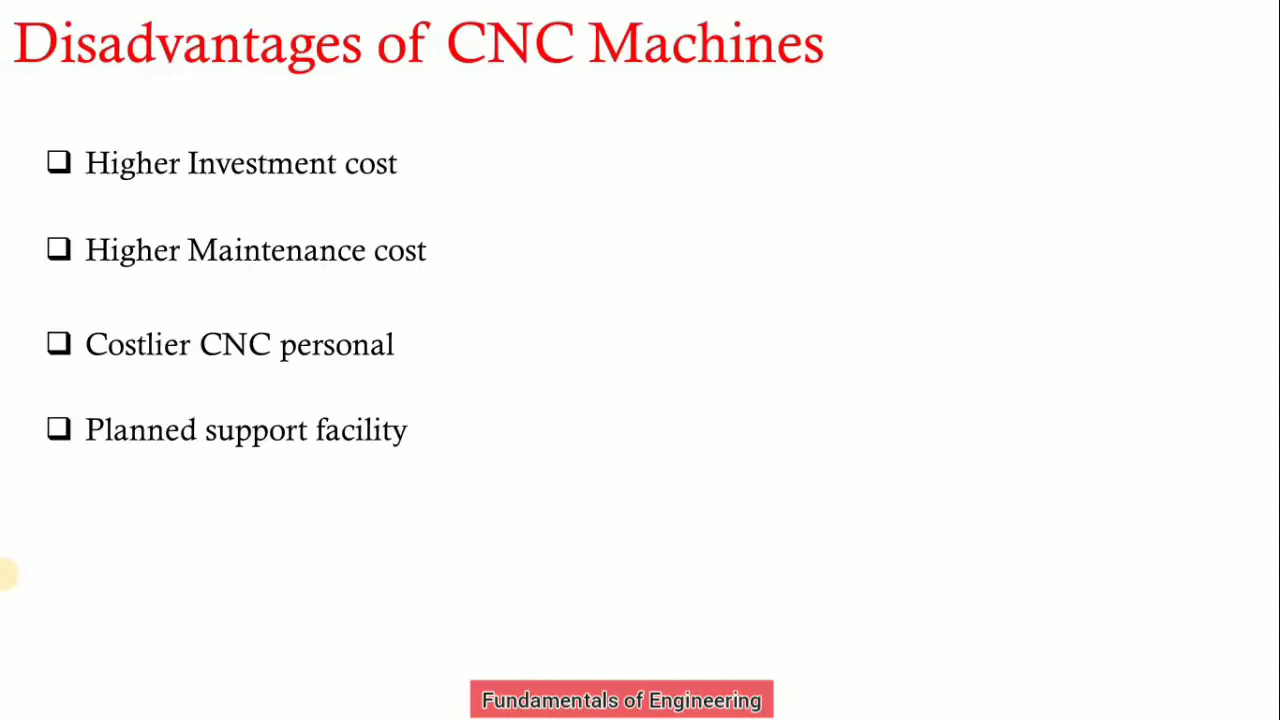 Disadvantages of CNC Machines
Higher Investment cost
Higher Maintenance cost
Costlier CNC personal
Planned support facility
Fundamentals of Engineering